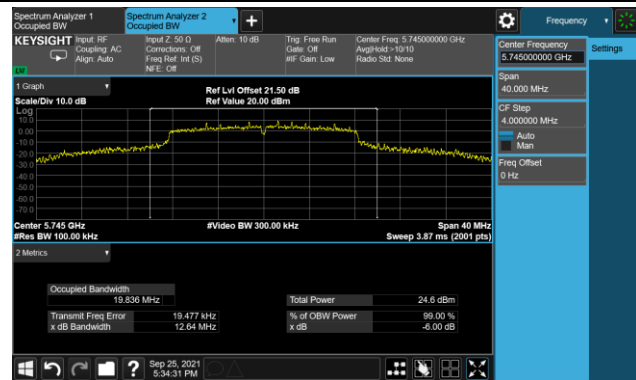 Spectrum Analyzer 1
Occupied BW
Spectrum Analyzer 2
Occupied BW
Frequency
KEYSIGHT
Input: RF
Coupling: AC
Align: Auto
Input Z: 50 Ω
Corrections: Off
Freq Ref: Int (S)
NFE: Off
Atten: 10 dB
Trig: Free Run
Gate: Off
#IF Gain: Low
Center Freq: 5.745000000 GHz
Avg|Hold:>10/10
Radio Std: None
LW
Center Frequency
5.745000000 GHz
Settings
Span
40.000 MHz
CF Step
4.000000 MHz
Auto
Man
Freq Offset
0 Hz
1 Graph
Scale/Div 10.0 dB
Ref Lvl Offset 21.50 dB
Ref Value 20.00 dBm
Log
10.0
0.00
-10.0
-20.0
-30.0
-40.0
-50.0
-60.0
-70.0
Center 5.745 GHz
#Res BW 100.00 kHz
#Video BW 300.00 kHz
Span 40 MHz
Sweep 3.87 ms (2001 pts)
2 Metrics
Occupied Bandwidth
19.836 MHz
Total Power
24.6 dBm
Transmit Freq Error
19.477 kHz
% of OBW Power
99.00 %
x dB Bandwidth
12.64 MHz
x dB
-6.00 dB
?
Sep 25, 2021
5:34:31 PM